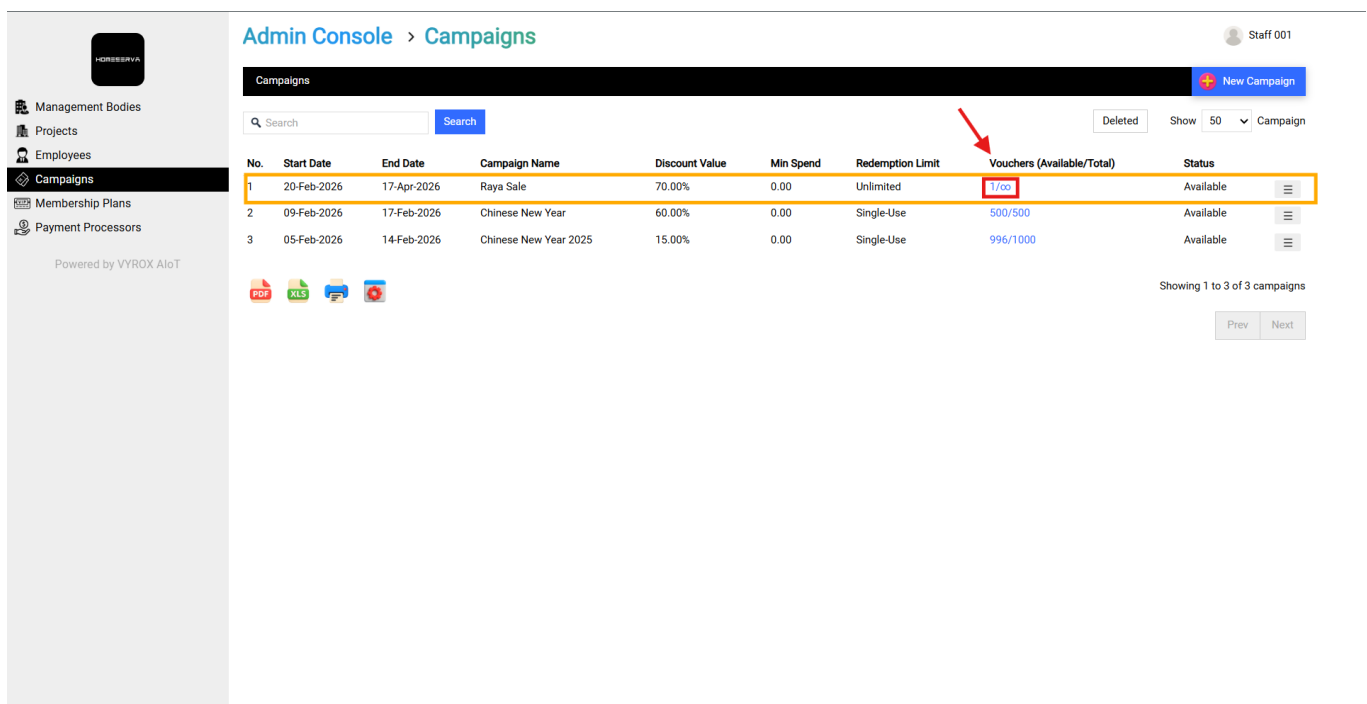 Admin Console > Campaigns
Staff 001
HOMESERVA
Campaigns
New Campaign
Management Bodies
Projects
Employees
Campaigns
Membership Plans
Payment Processors
Powered by VYROX AIoT
Search
Search
Deleted
Show 50 Campaign
No. Start Date End Date Campaign Name Discount Value Min Spend Redemption Limit Vouchers (Available/Total) Status
1 20-Feb-2026 17-Apr-2026 Raya Sale 70.00% 0.00 Unlimited 1/∞ Available
2 09-Feb-2026 17-Feb-2026 Chinese New Year 60.00% 0.00 Single-Use 500/500 Available
3 05-Feb-2026 14-Feb-2026 Chinese New Year 2025 15.00% 0.00 Single-Use 996/1000 Available
PDF
XLS
Showing 1 to 3 of 3 campaigns
Prev Next